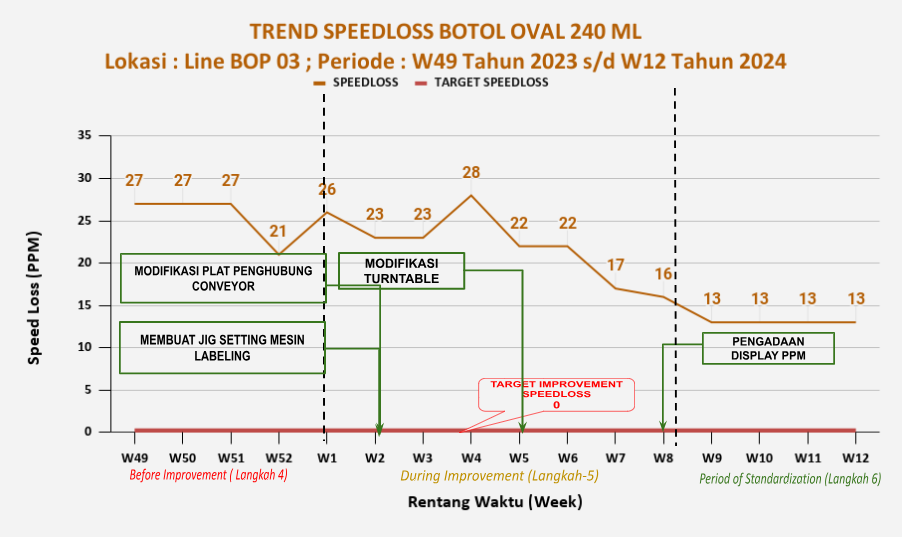 TREND SPEEDLOSS BOTOL OVAL 240 ML
Lokasi : Line BOP 03 ; Periode : W49 Tahun 2023 s/d W12 Tahun 2024
SPEEDLOSS TARGET SPEEDLOSS
Speed Loss (PPM)
35
30
25
20
15
10
5
0
27 27 27 21 26 23 23 28 22 22 17 16 13 13 13 13
MODIFIKASI PLAT PENGHUBUNG
CONVEYOR
MODIFIKASI
TURNTABLE
MEMBUAT JIG SETTING MESIN
LABELING
PENGADAAN
DISPLAY PPM
TARGET IMPROVEMENT
SPEEDLOSS
0
W49 W50 W51 W52 W1 W2 W3 W4 W5 W6 W7 W8 W9 W10 W11 W12
Before Improvement ( Langkah 4)
During Improvement (Langkah-5)
Period of Standardization (Langkah 6)
Rentang Waktu (Week)